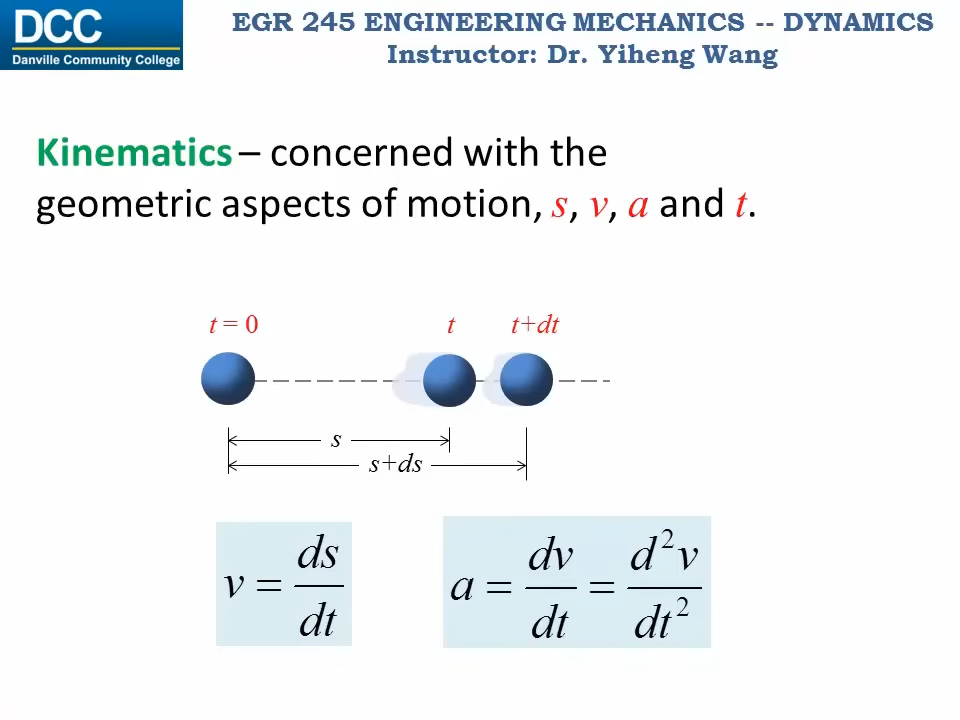 DCC
Danville Community College
EGR 245 ENGINEERING MECHANICS -- DYNAMICS
Instructor: Dr. Yiheng Wang
Kinematics – concerned with the
geometric aspects of motion, s, v, a and t.
t = 0
t
t+dt
s
s+ds
v = ds/dt
a = dv/dt = d²v/dt²